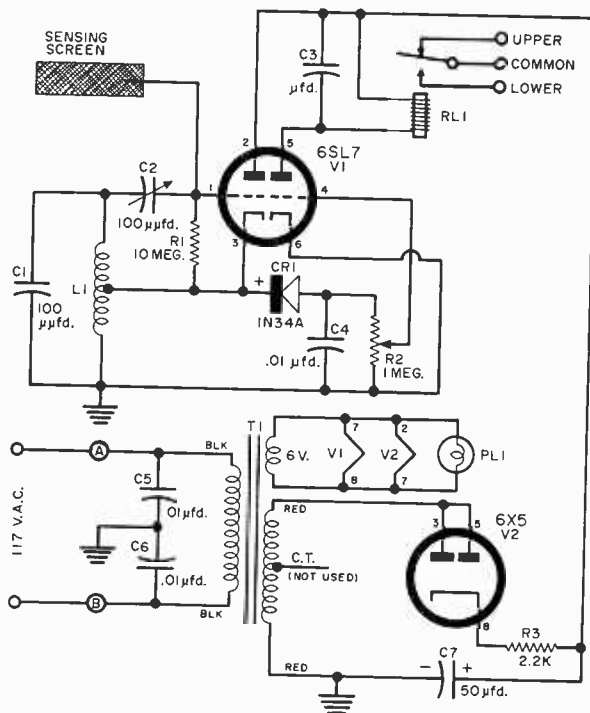 SENSING
SCREEN
C3
µfd.
UPPER
COMMON
LOWER
RL1
2
5
6SL7
V1
C2
100µµfd.
1
4
R1
10 MEG.
3
6
C1
100
µµfd.
L1
+
CR1
1N34A
C4
.01 µfd.
R2
1 MEG.
T1
BLK
6V.
7
V1
8
2
V2
7
PL1
117 V.A.C.
A
C5
.01µfd.
C6
.01µfd.
B
BLK
RED
C.T.
(NOT USED)
3
5
6X5
V2
8
R3
2.2K
RED
C7
- +
50µfd.